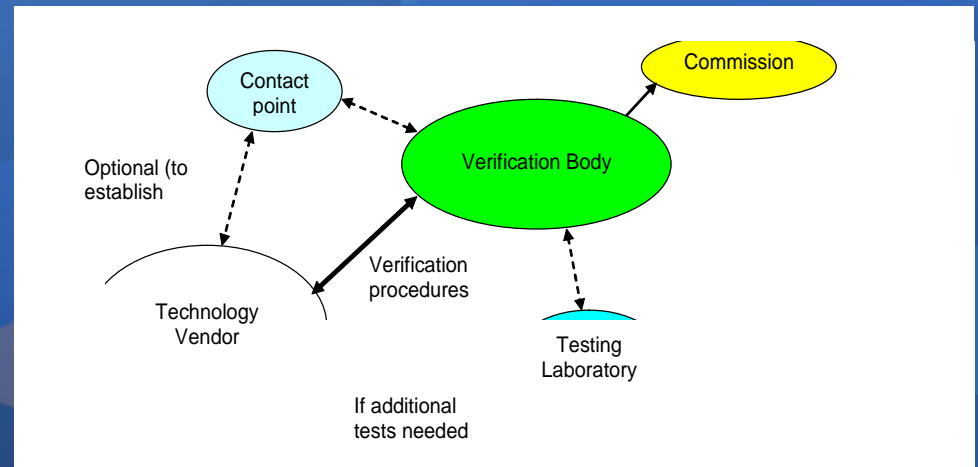 Commission
Contact
point
Verification Body
Optional (to
establish
Verification
procedures
Technology
Vendor
Testing
Laboratory
If additional
tests needed